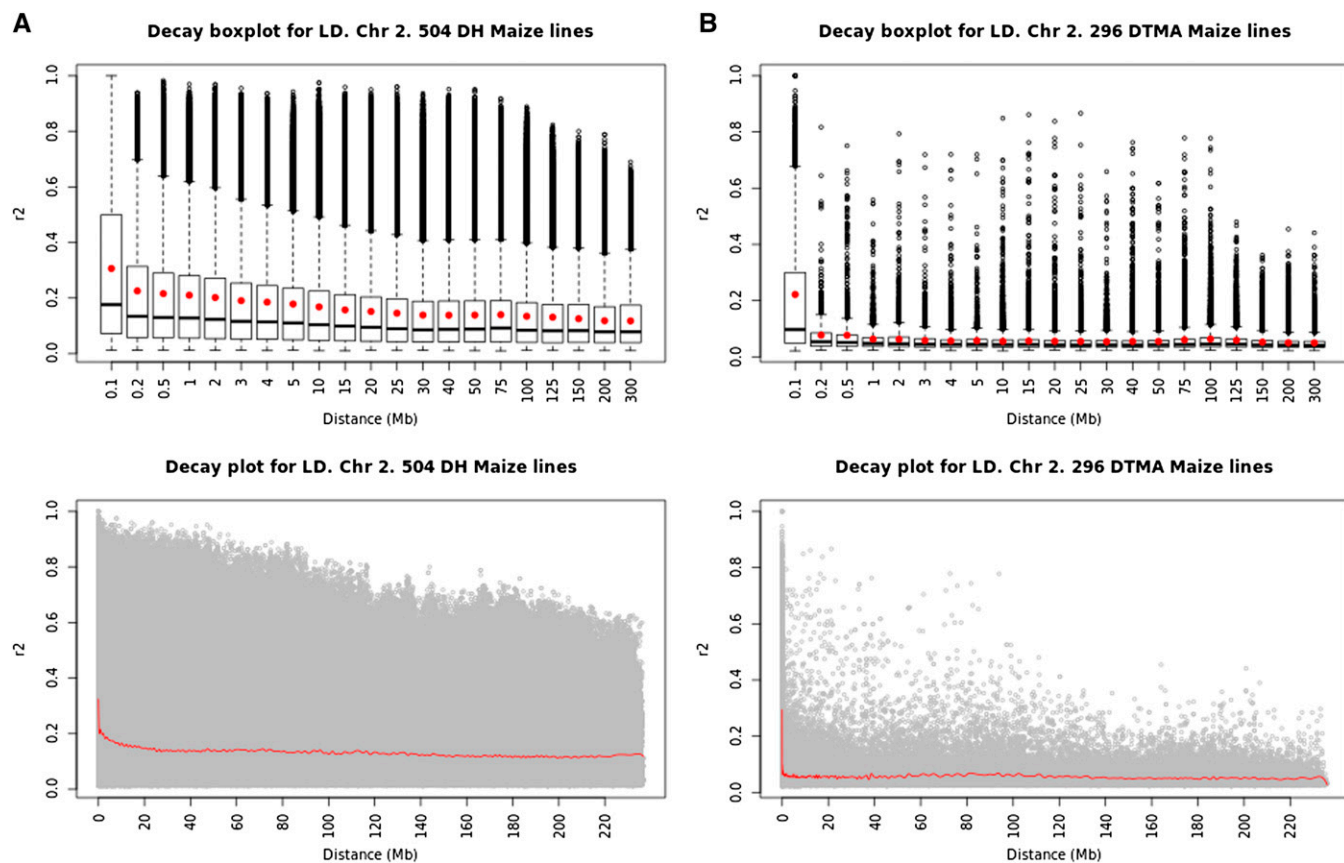 A
Decay boxplot for LD. Chr 2. 504 DH Maize lines
r2
0.0 0.2 0.4 0.6 0.8 1.0
0.1 0.2 0.5 1 2 3 4 5 10 15 20 25 30 40 50 75 100 125 150 200 300
Distance (Mb)
B
Decay boxplot for LD. Chr 2. 296 DTMA Maize lines
r2
0.0 0.2 0.4 0.6 0.8 1.0
0.1 0.2 0.5 1 2 3 4 5 10 15 20 25 30 40 50 75 100 125 150 200 300
Distance (Mb)
Decay plot for LD. Chr 2. 504 DH Maize lines
r2
0.0 0.2 0.4 0.6 0.8 1.0
0 20 40 60 80 100 120 140 160 180 200 220
Distance (Mb)
Decay plot for LD. Chr 2. 296 DTMA Maize lines
r2
0.0 0.2 0.4 0.6 0.8 1.0
0 20 40 60 80 100 120 140 160 180 200 220
Distance (Mb)